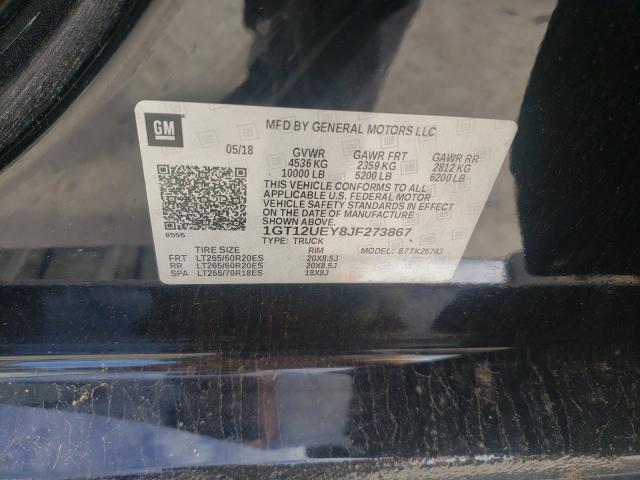 GM
MFD BY GENERAL MOTORS LLC
05/18 GVWR GAWR FRT GAWR RR
4536 KG 2359 KG 2812 KG
10000 LB 5200 LB 6200 LB
THIS VEHICLE CONFORMS TO ALL
APPLICABLE U.S. FEDERAL MOTOR
VEHICLE SAFETY STANDARDS IN EFFECT
ON THE DATE OF MANUFACTURE SHOWN ABOVE.
1GT12UEY8JF273867
TYPE: TRUCK MODEL:
8555
TIRE SIZE RIM
FRT LT265/60R20ES 20X8.5J
RR LT265/60R20ES 20X8.5J
SPA LT265/70R18ES 18X8J